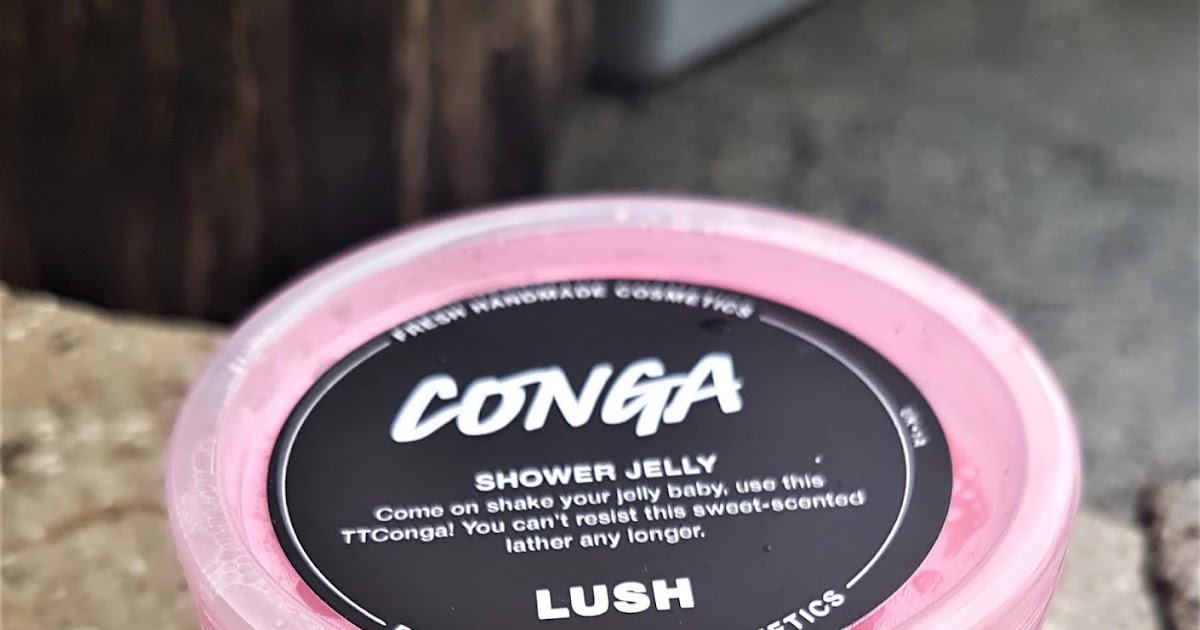 FRESH HANDMADE COSMETICS
CONGA
SHOWER JELLY
Come on shake your jelly baby, use this
TTConga! You can't resist this sweet-scented
lather any longer.
LUSH